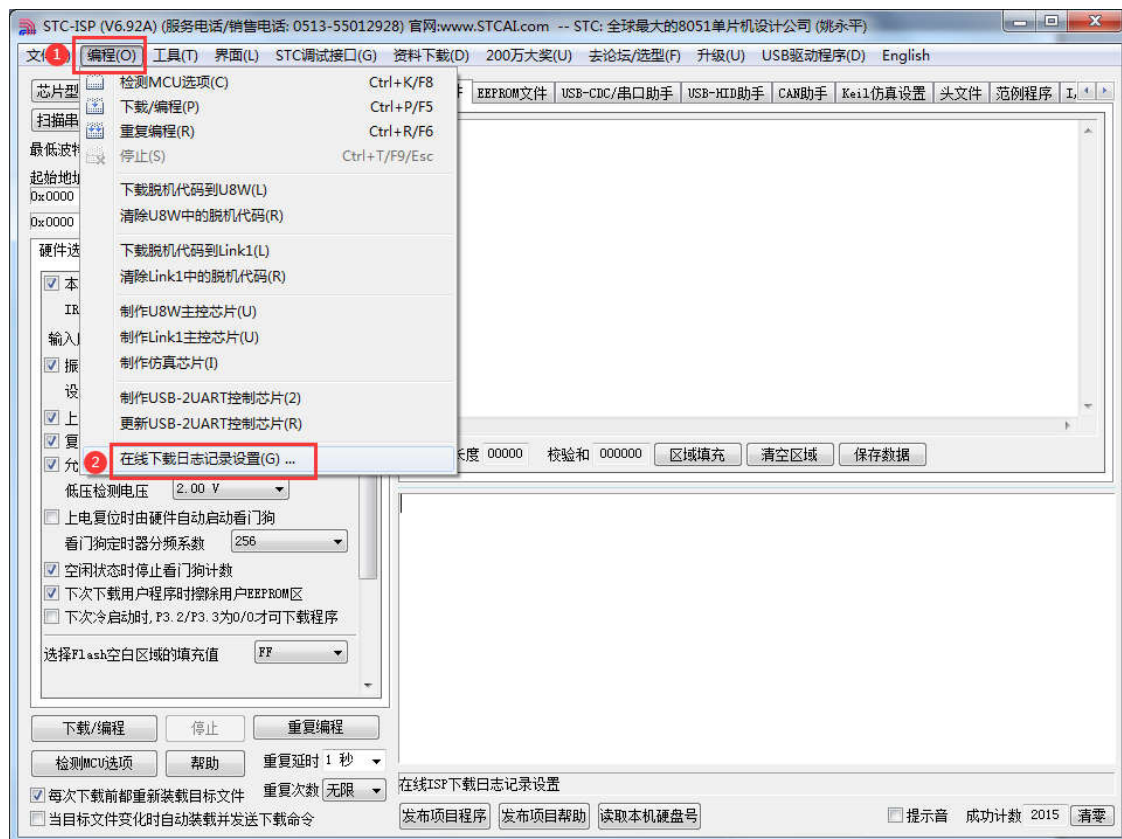 STC-ISP (V6.92A) (服务电话/销售电话: 0513-55012928) 官网:www.STCAI.com -- STC: 全球最大的8051单片机设计公司 (姚永平)
1 编程(O) 工具(T) 界面(L) STC调试接口(G) 资料下载(D) 200万大奖(U) 去论坛/选型(F) 升级(U) USB驱动程序(D) English
芯片型
EEPROM文件 USB-CDC/串口助手 USB-HID助手 CAN助手 Keil仿真设置 头文件 范例程序
检测MCU选项(C) Ctrl+K/F8
下载/编程(P) Ctrl+P/F5
扫描串
重复编程(R) Ctrl+R/F6
最低波特
停止(S) Ctrl+T/F9/Esc
起始地址
0x0000
下载脱机代码到U8W(L)
0x0000
清除U8W中的脱机代码(R)
硬件选
下载脱机代码到Link1(L)
清除Link1中的脱机代码(R)
本
IR
制作U8W主控芯片(U)
输入
制作Link1主控芯片(U)
振
制作仿真芯片(I)
设
制作USB-2UART控制芯片(2)
上
更新USB-2UART控制芯片(R)
复
允
2 在线下载日志记录设置(G) ...
度 00000 校验和 000000 区域填充 清空区域 保存数据
低压检测电压 2.00 V
上电复位时由硬件自动启动看门狗
看门狗定时器分频系数 256
空闲状态时停止看门狗计数
下次下载用户程序时擦除用户EEPROM区
下次冷启动时,P3.2/P3.3为0/0才可下载程序
选择Flash空白区域的填充值 FF
下载/编程 停止 重复编程
检测MCU选项 帮助 重复延时 1 秒
每次下载前都重新装载目标文件 重复次数 无限
当目标文件变化时自动装载并发送下载命令
在线ISP下载日志记录设置
发布项目程序 发布项目帮助 读取本机硬盘号 提示音 成功计数 2015 清零